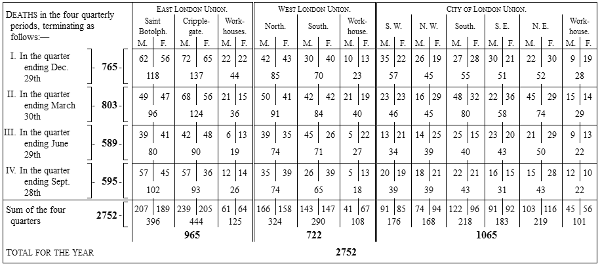 EAST LONDON UNION. WEST LONDON UNION. CITY OF LONDON UNION.
DEATHS in the four quarterly periods, terminating as follows:—
Saint Botolph. Cripplegate. Workhouses. North. South. Workhouse. S. W. N. W. South. S. E. N. E. Workhouse.
M. F. M. F. M. F. M. F. M. F. M. F. M. F. M. F. M. F. M. F. M. F. M. F.
I. In the quarter 62 56 72 65 22 22 42 43 30 40 10 13 35 22 26 19 27 28 30 21 22 30 9 19
ending Dec. 765-
29th 118 137 44 85 70 23 57 45 55 51 52 28
II. In the quarter 49 47 68 56 21 15 50 41 42 42 21 19 23 23 16 29 48 32 22 36 45 29 15 14
ending March 803-
30th 96 124 36 91 84 40 46 45 80 58 74 29
III. In the quarter 39 41 42 48 6 13 39 35 45 26 5 22 13 21 14 25 25 15 23 20 21 29 9 13
ending June 589-
29th 80 90 19 74 71 27 34 39 40 43 50 22
IV. In the quarter 57 45 57 36 12 14 35 39 26 39 5 13 20 19 18 21 22 21 16 15 15 28 12 10
ending Sept. 595-
28th 102 93 26 74 65 18 39 39 43 31 43 22
Sum of the four 2752- 207 189 239 205 61 64 166 158 143 147 41 67 91 85 74 94 122 96 91 92 103 116 45 56
quarters 396 444 125 324 290 108 176 168 218 183 219 101
965 722 1065
TOTAL FOR THE YEAR 2752